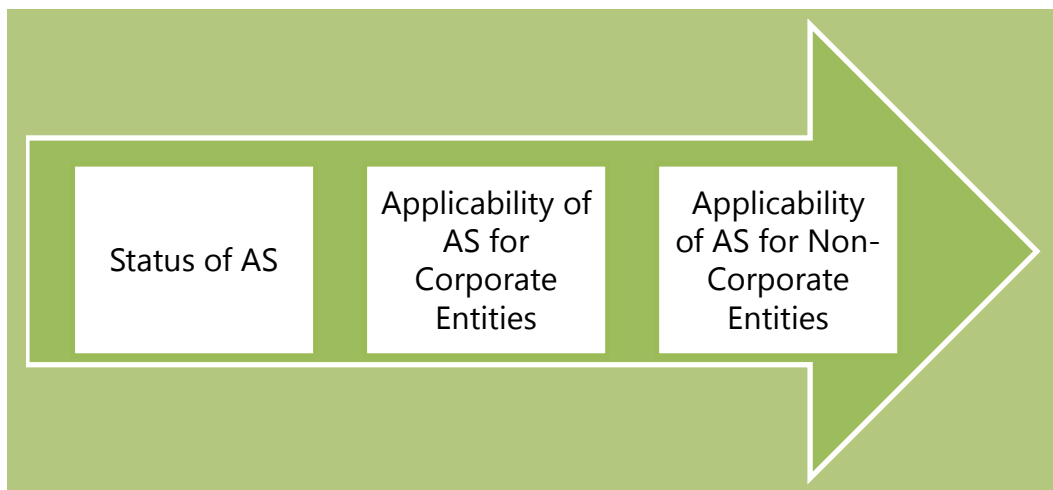 Status of AS
Applicability of
AS for
Corporate
Entities
Applicability
of AS for Non-
Corporate
Entities